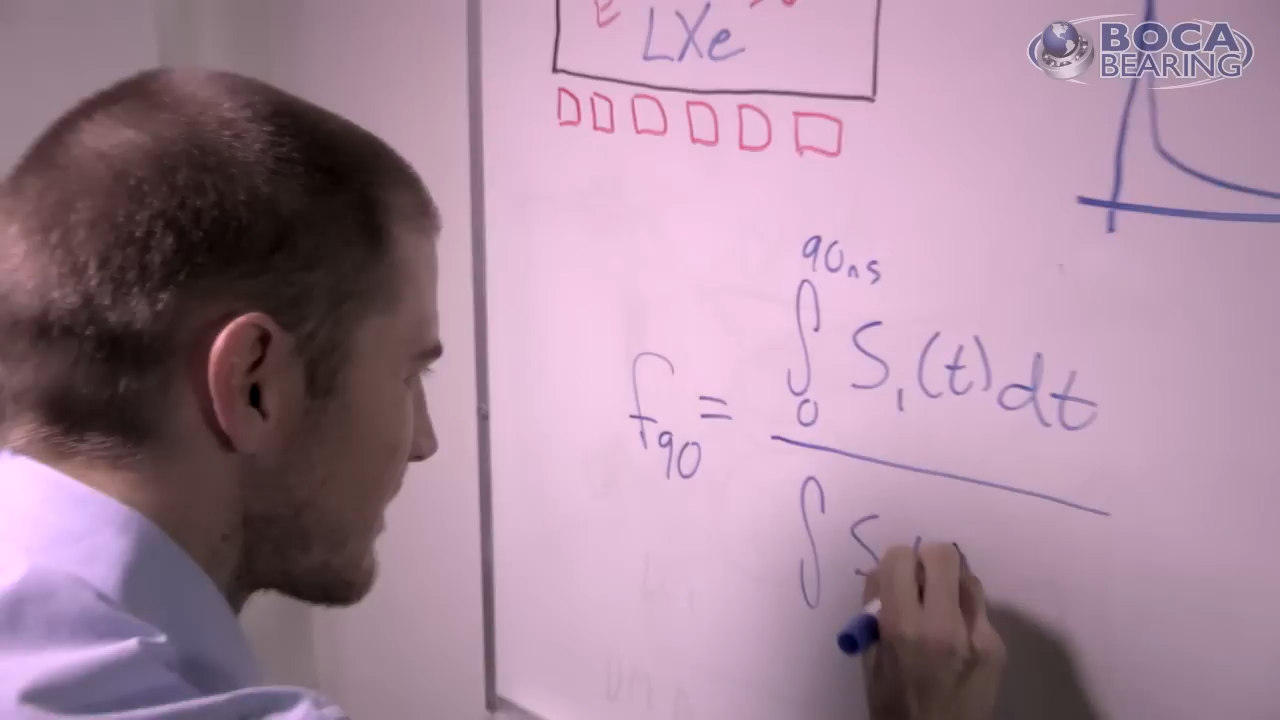 E
LXe
BOCA
BEARING
90ns
∫ S₁(t)dt
0
f₉₀=
∫ S